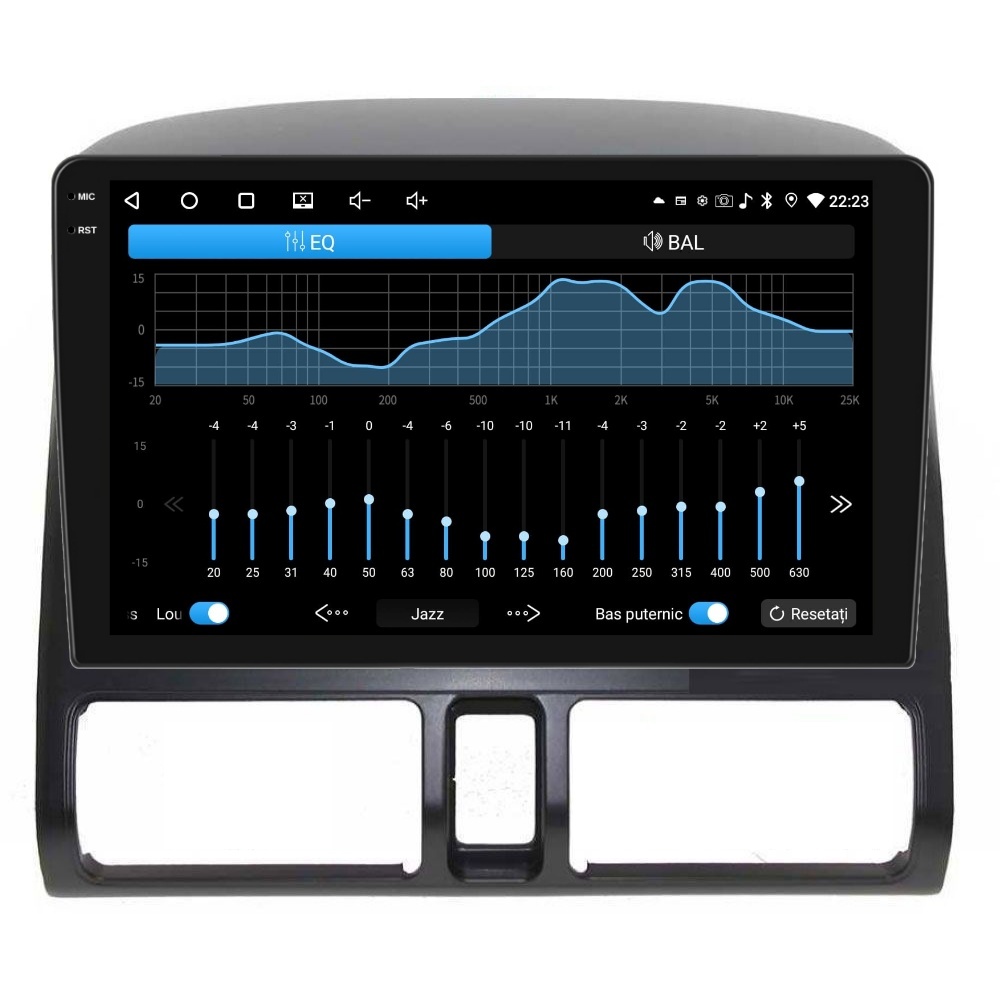 MIC
22:23
RST
EQ
BAL
15
0
-15
20 50 100 200 500 1K 2K 5K 10K 25K
-4 -4 -3 -1 0 -4 -6 -10 -10 -11 -4 -3 -2 -2 +2 +5
15
0
-15
20 25 31 40 50 63 80 100 125 160 200 250 315 400 500 630
s Lou Jazz Bas puternic Resetați